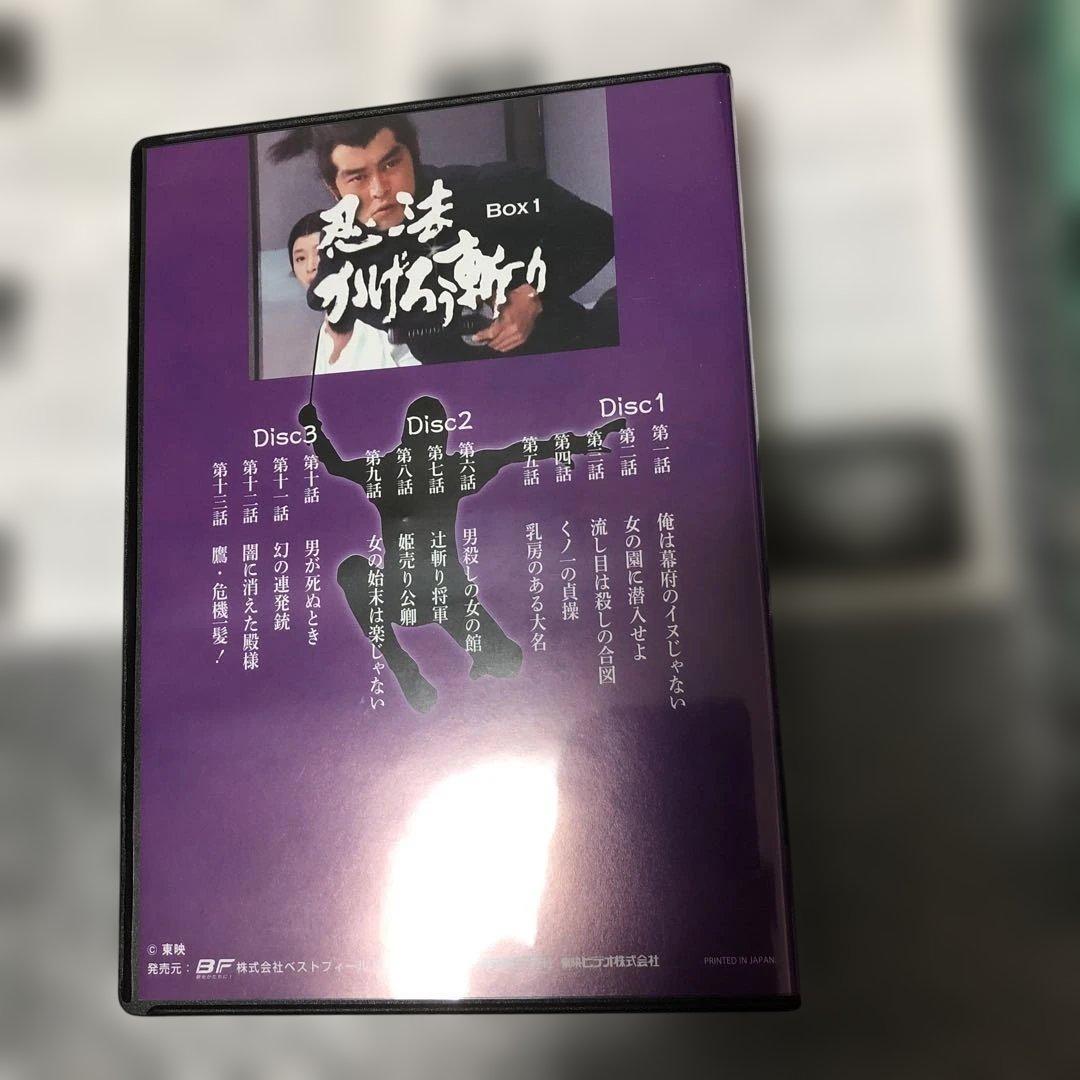 忍法
かげろう斬り
Box 1
Disc1
第一話 俺は幕府のイヌじゃない
第二話 女の園に潜入せよ
第三話 流し目は殺しの合図
第四話 くノ一の貞操
第五話 乳房のある大名
Disc2
第六話 男殺しの女の館
第七話 辻斬り将軍
第八話 姫売り公卿
第九話 女の始末は楽じゃない
Disc3
第十話 男が死ぬとき
第十一話 幻の連発銃
第十二話 闇に消えた殿様
第十三話 鷹・危機一髪!
© 東映
発売元: BF 株式会社ベストフィール
東映ビデオ株式会社
PRINTED IN JAPAN